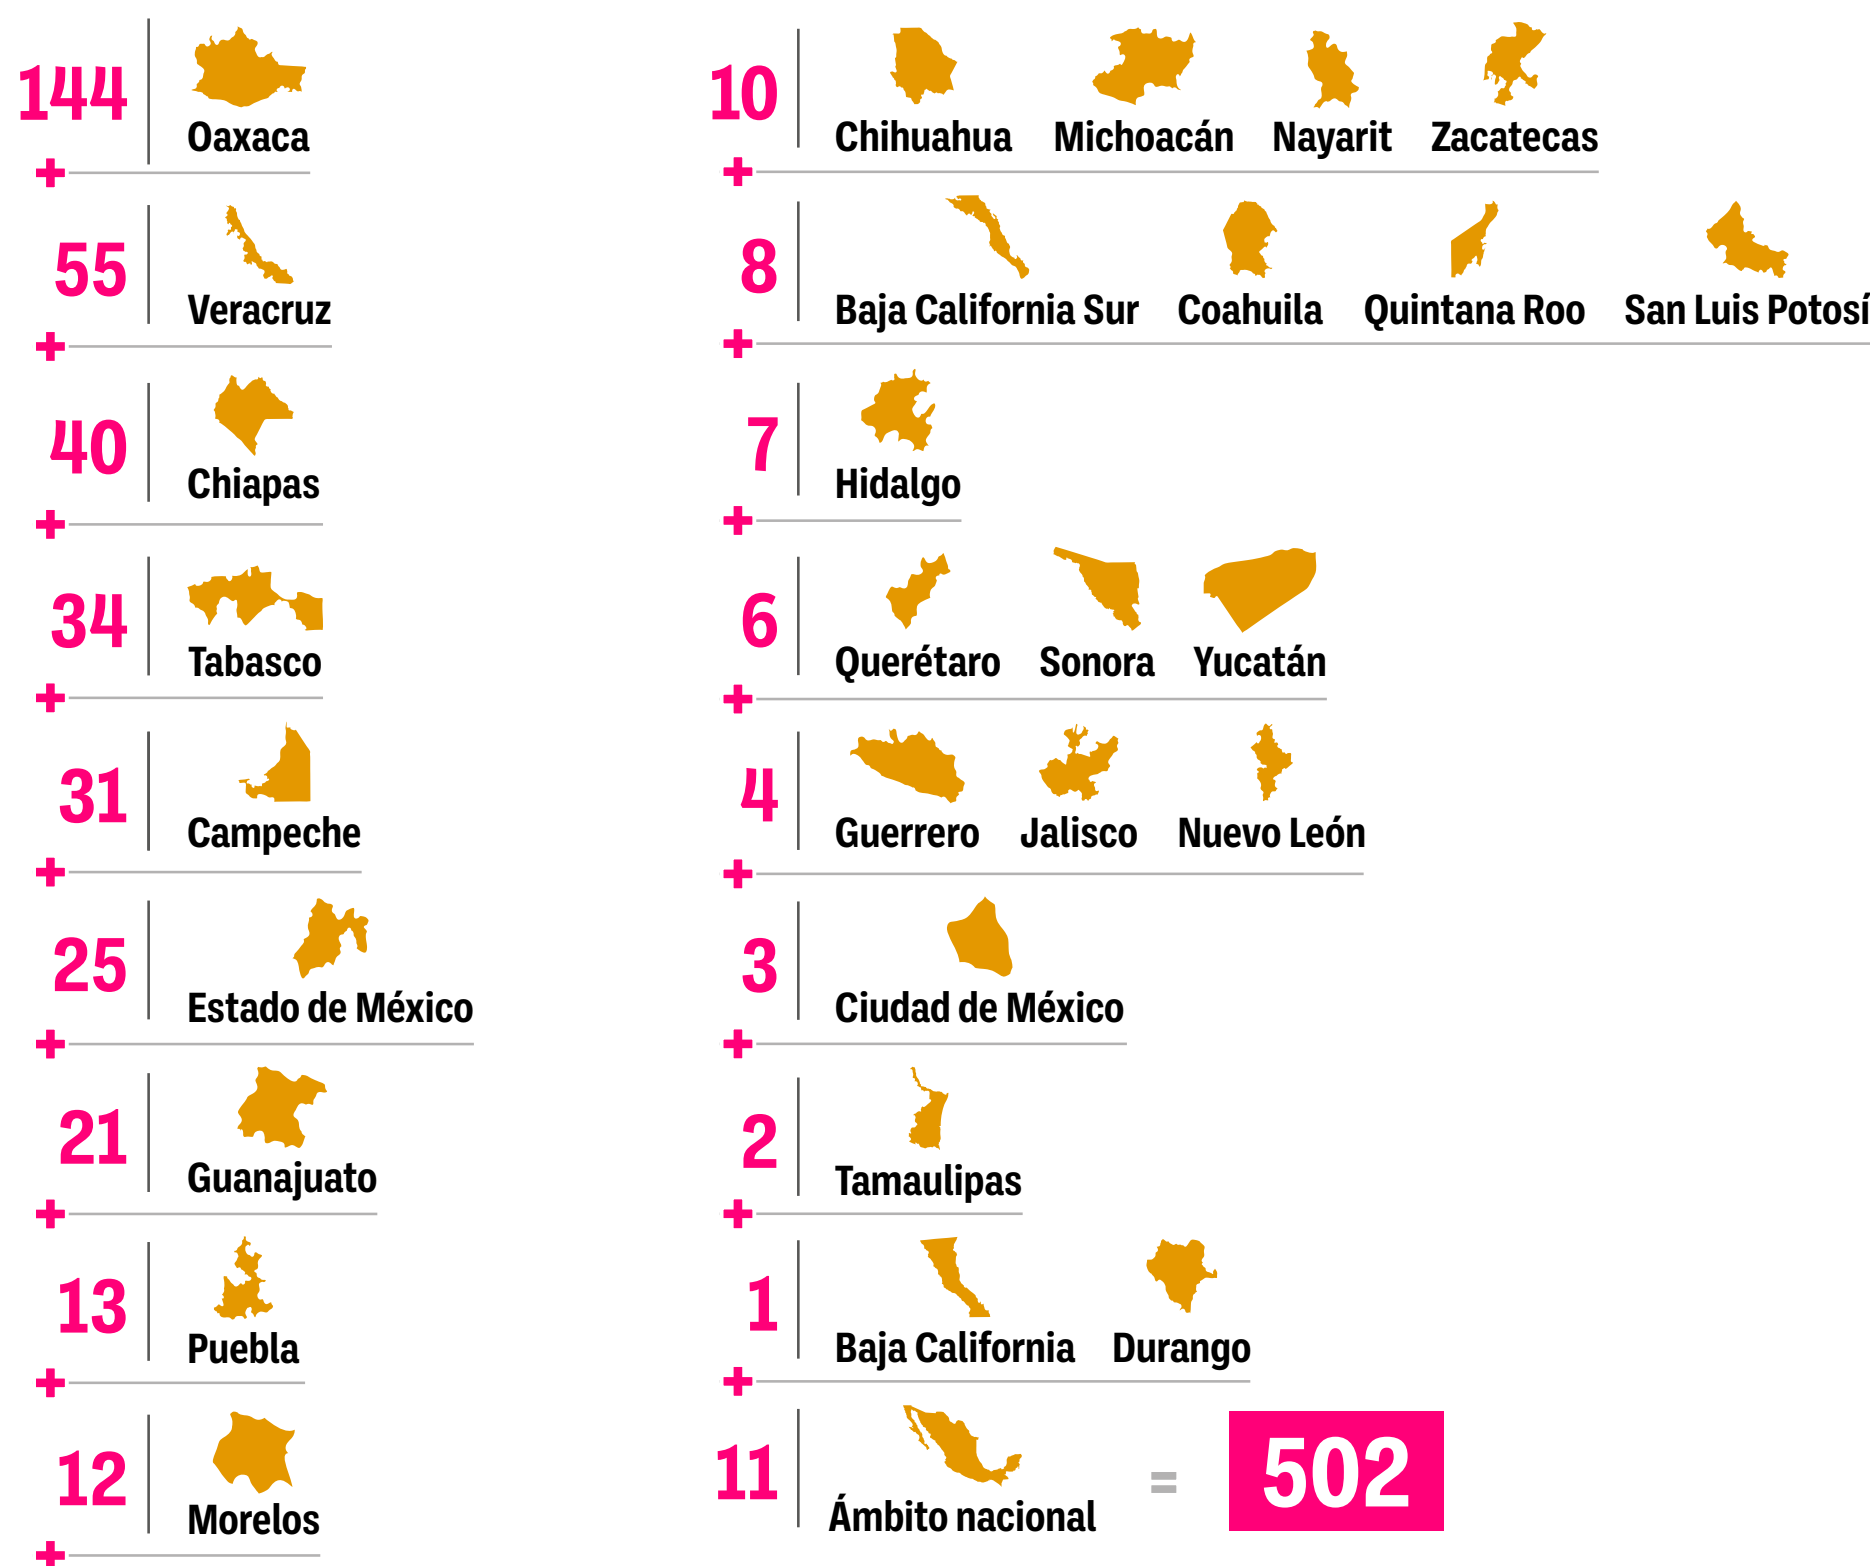 144
Oaxaca
+
55
Veracruz
+
40
Chiapas
+
34
Tabasco
+
31
Campeche
+
25
Estado de México
+
21
Guanajuato
+
13
Puebla
+
12
Morelos
+
10
Chihuahua Michoacán Nayarit Zacatecas
+
8
Baja California Sur Coahuila Quintana Roo San Luis Potosí
+
7
Hidalgo
+
6
Querétaro Sonora Yucatán
+
4
Guerrero Jalisco Nuevo León
+
3
Ciudad de México
+
2
Tamaulipas
+
1
Baja California Durango
+
11
Ámbito nacional
= 502